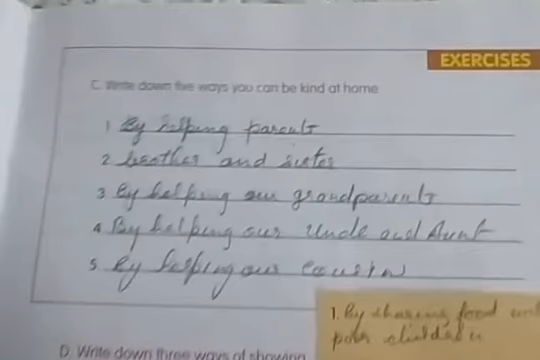 EXERCISES
C. Write down five ways you can be kind at home.
1 By helping parents
2. brother and sister
3 By helping our grandparents
4 By helping our Uncle and Aunt
5. By helping our cousin
1. By sharing food
poor children
D. Write down three ways of showing